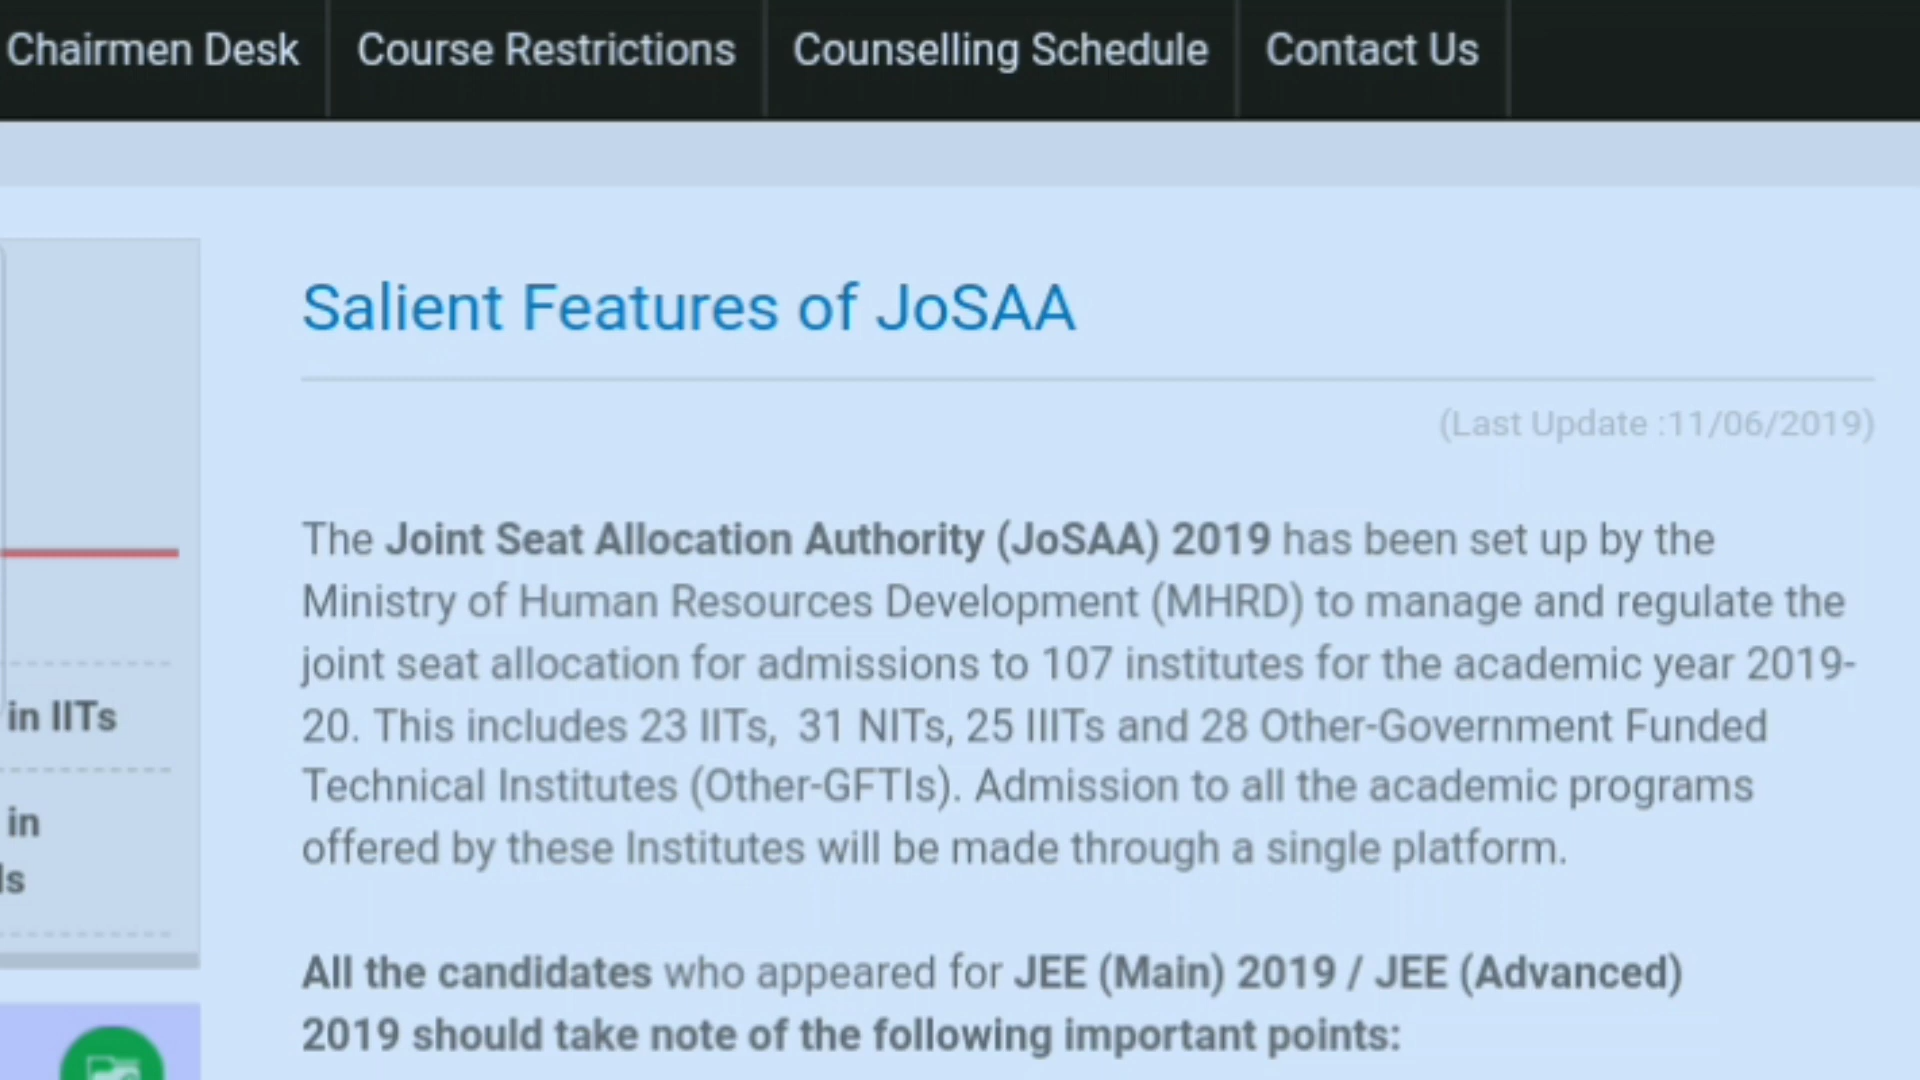 Chairmen Desk
Course Restrictions
Counselling Schedule
Contact Us
Salient Features of JoSAA
(Last Update :11/06/2019)
The Joint Seat Allocation Authority (JoSAA) 2019 has been set up by the
Ministry of Human Resources Development (MHRD) to manage and regulate the
joint seat allocation for admissions to 107 institutes for the academic year 2019-
20. This includes 23 IITs,  31 NITs, 25 IIITs and 28 Other-Government Funded
Technical Institutes (Other-GFTIs). Admission to all the academic programs
offered by these Institutes will be made through a single platform.
All the candidates who appeared for JEE (Main) 2019 / JEE (Advanced)
2019 should take note of the following important points:
in IITs
in